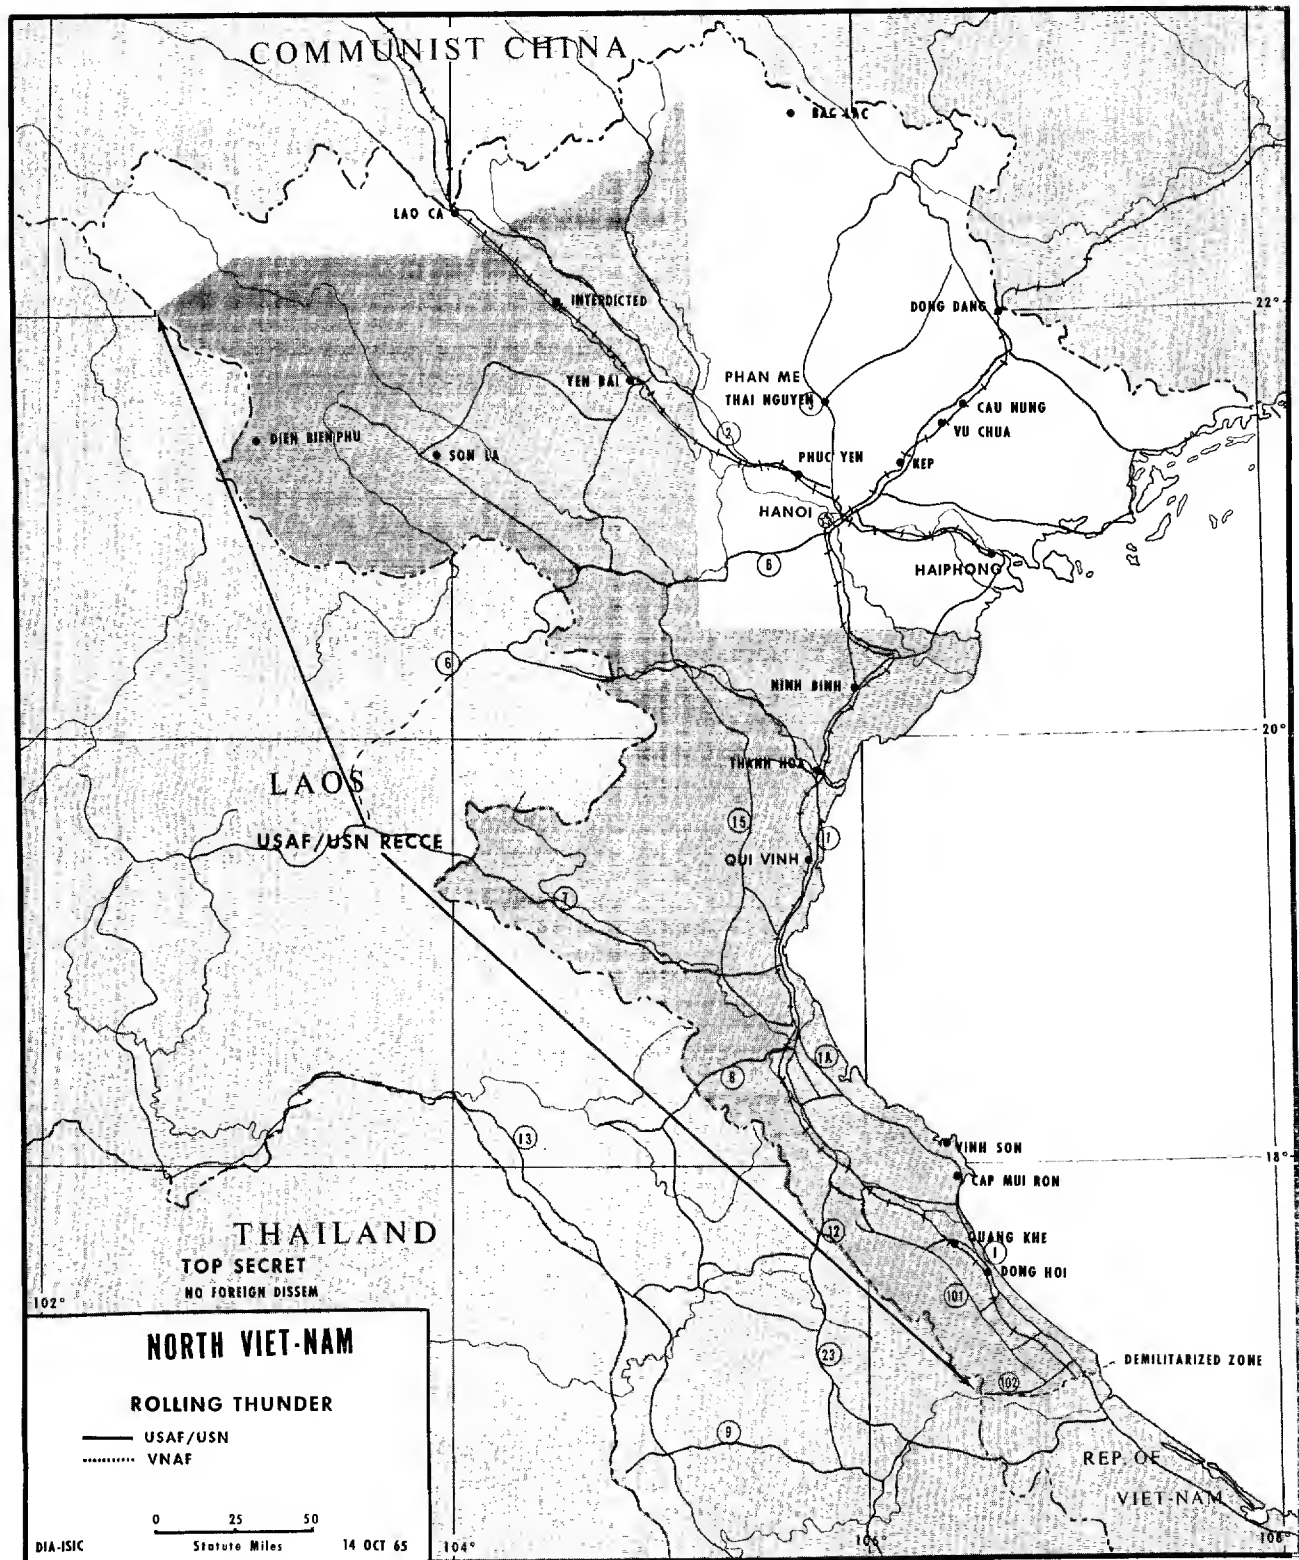 COMMUNIST CHINA
BAC LAC
LAO CA
INTERDICTED
DONG DANG
22°
YEN BAI
PHAN ME
THAI NGUYEN
3
CAU NUNG
VU CHUA
2
DIEN BIEN PHU
SON LA
PHUC YEN
KEP
HANOI
6
HAIPHONG
6
NINH BINH
20°
THANH HOA
LAOS
15
1
USAF/USN RECCE
QUI VINH
7
1A
8
13
VINH SON
18°
CAP MUI RON
THAILAND
12
QUANG KHE
1
TOP SECRET
DONG HOI
NO FOREIGN DISSEM
101
102°
NORTH VIET-NAM
23
DEMILITARIZED ZONE
102
ROLLING THUNDER
USAF/USN
9
VNAF
REP. OF
VIET-NAM
0 25 50
DIA-ISIC Statute Miles 14 OCT 65
104° 106° 108°